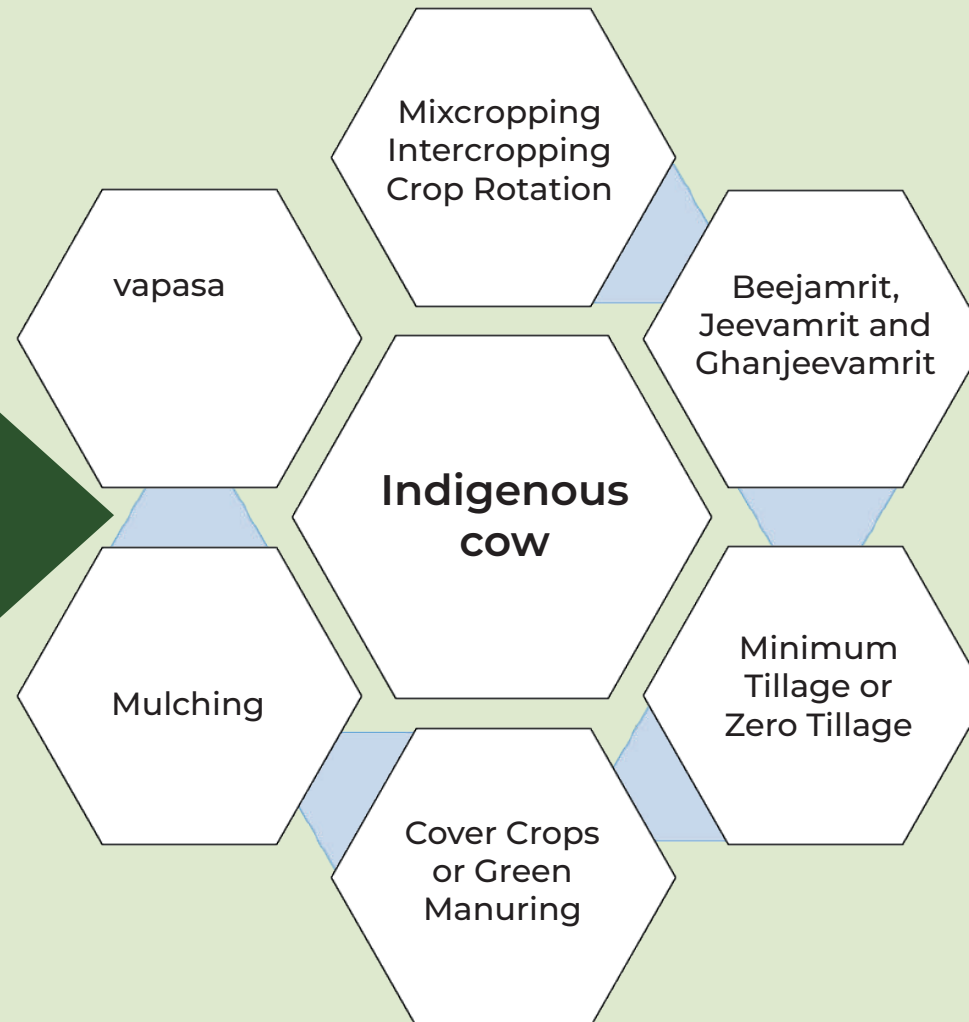 Mixcropping
Intercropping
Crop Rotation
vapasa
Beejamrit,
Jeevamrit and
Ghanjeevamrit
Indigenous
cow
Mulching
Minimum
Tillage or
Zero Tillage
Cover Crops
or Green
Manuring